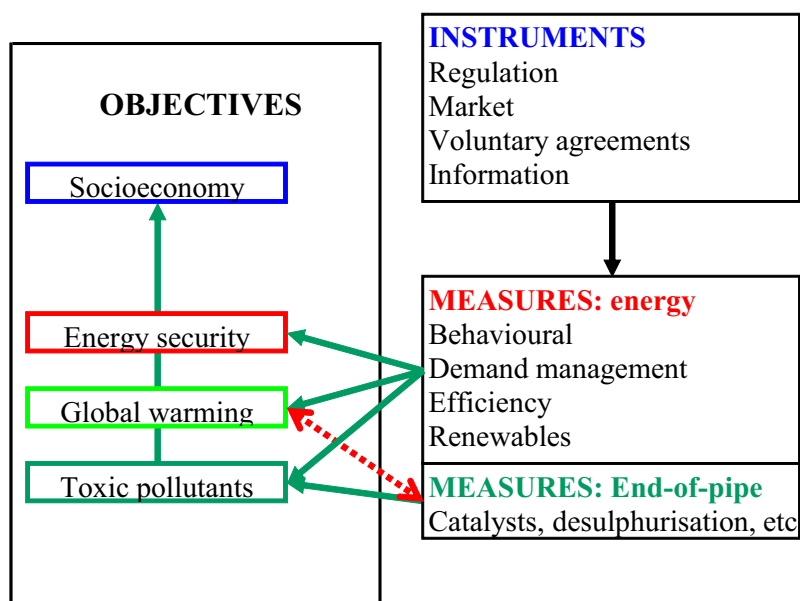 OBJECTIVES
Socioeconomy
Energy security
Global warming
Toxic pollutants
INSTRUMENTS
Regulation
Market
Voluntary agreements
Information
MEASURES: energy
Behavioural
Demand management
Efficiency
Renewables
MEASURES: End-of-pipe
Catalysts, desulphurisation, etc